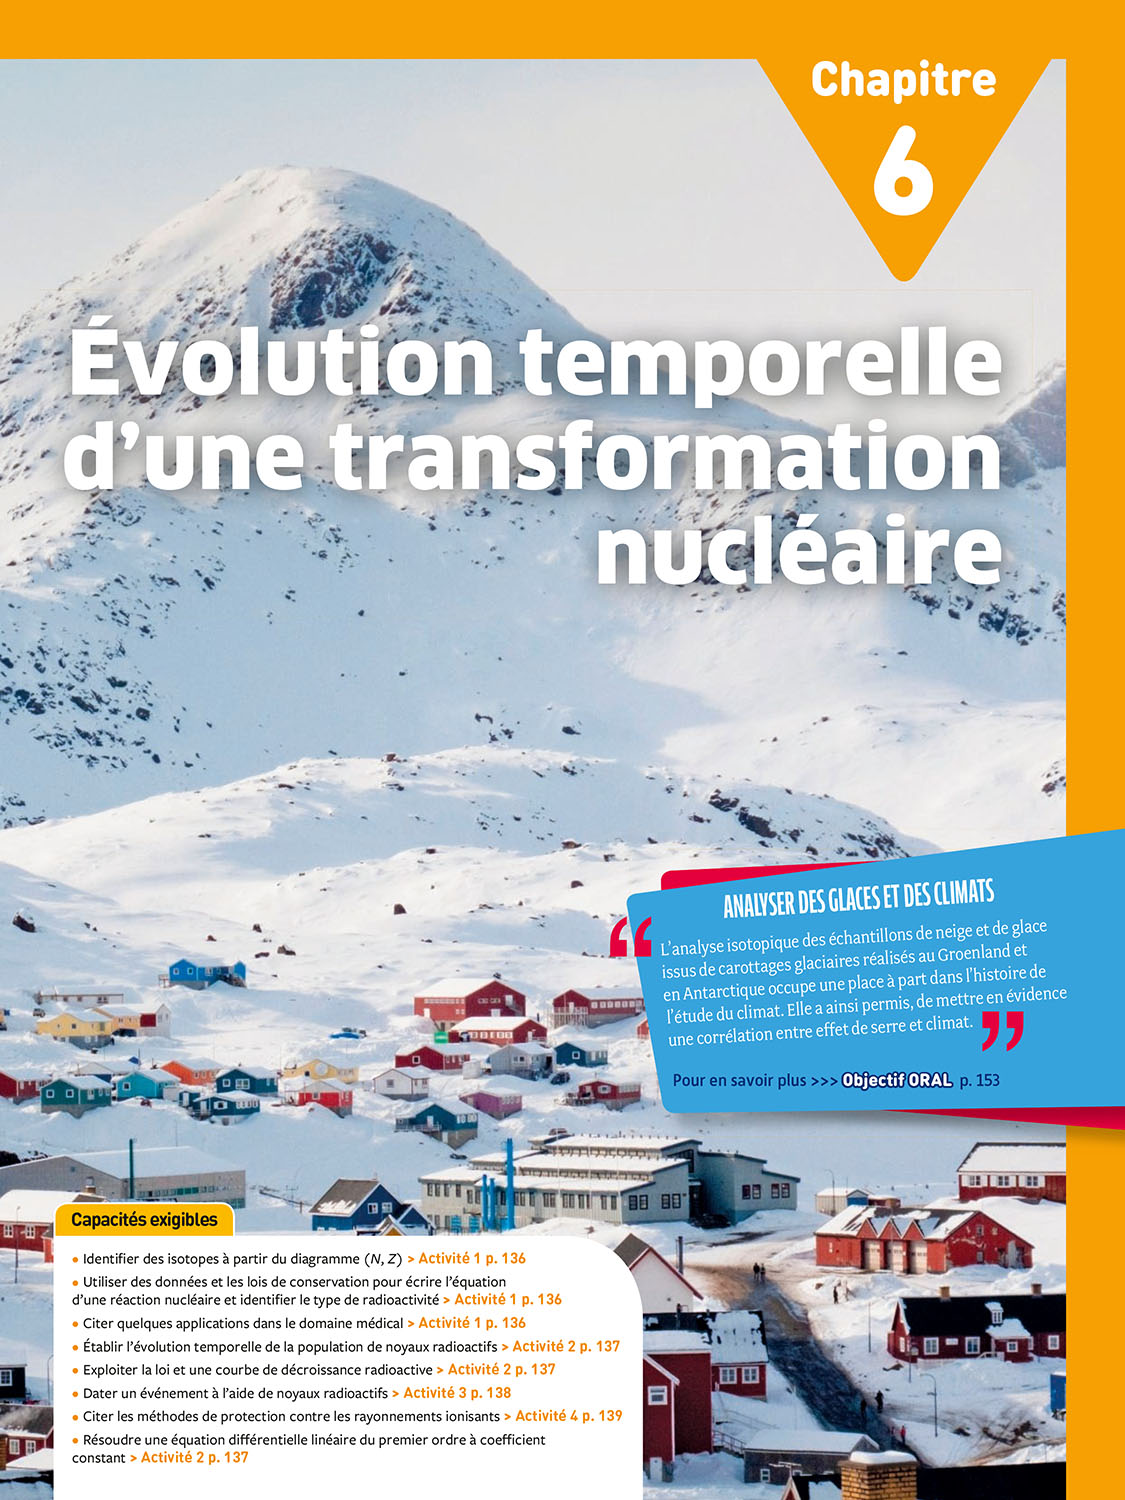 Chapitre
6
Évolution temporelle
d'une transformation
nucléaire
ANALYSER DES GLACES ET DES CLIMATS
“ L'analyse isotopique des échantillons de neige et de glace
issus de carottages glaciaires réalisés au Groenland et
en Antarctique occupe une place à part dans l'histoire de
l'étude du climat. Elle a ainsi permis, de mettre en évidence
une corrélation entre effet de serre et climat. ”
Pour en savoir plus >>> Objectif ORAL p. 153
Capacités exigibles
• Identifier des isotopes à partir du diagramme (N, Z) > Activité 1 p. 136
• Utiliser des données et les lois de conservation pour écrire l'équation
d'une réaction nucléaire et identifier le type de radioactivité > Activité 1 p. 136
• Citer quelques applications dans le domaine médical > Activité 1 p. 136
• Établir l'évolution temporelle de la population de noyaux radioactifs > Activité 2 p. 137
• Exploiter la loi et une courbe de décroissance radioactive > Activité 2 p. 137
• Dater un événement à l'aide de noyaux radioactifs > Activité 3 p. 138
• Citer les méthodes de protection contre les rayonnements ionisants > Activité 4 p. 139
• Résoudre une équation différentielle linéaire du premier ordre à coefficient
constant > Activité 2 p. 137